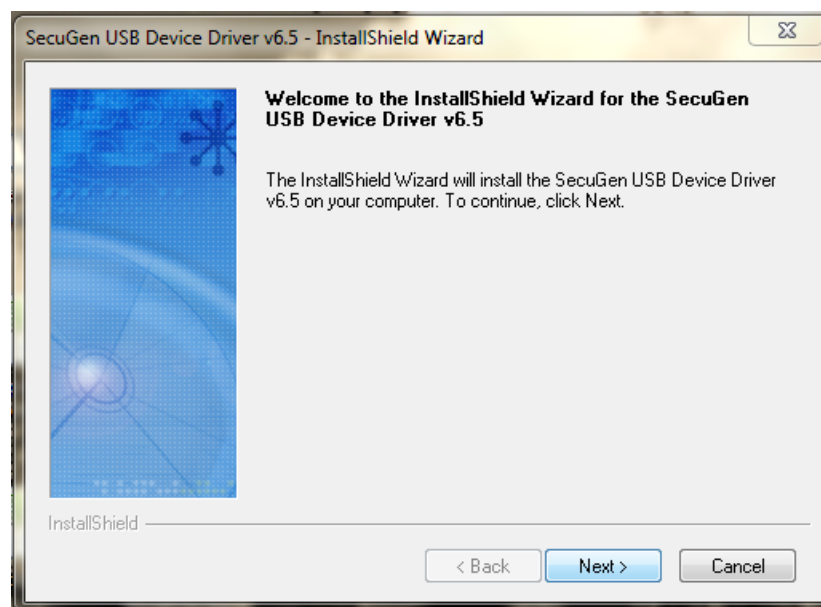 SecuGen USB Device Driver v6.5 - InstallShield Wizard
Welcome to the InstallShield Wizard for the SecuGen
USB Device Driver v6.5
The InstallShield Wizard will install the SecuGen USB Device Driver
v6.5 on your computer. To continue, click Next.
InstallShield
< Back Next > Cancel